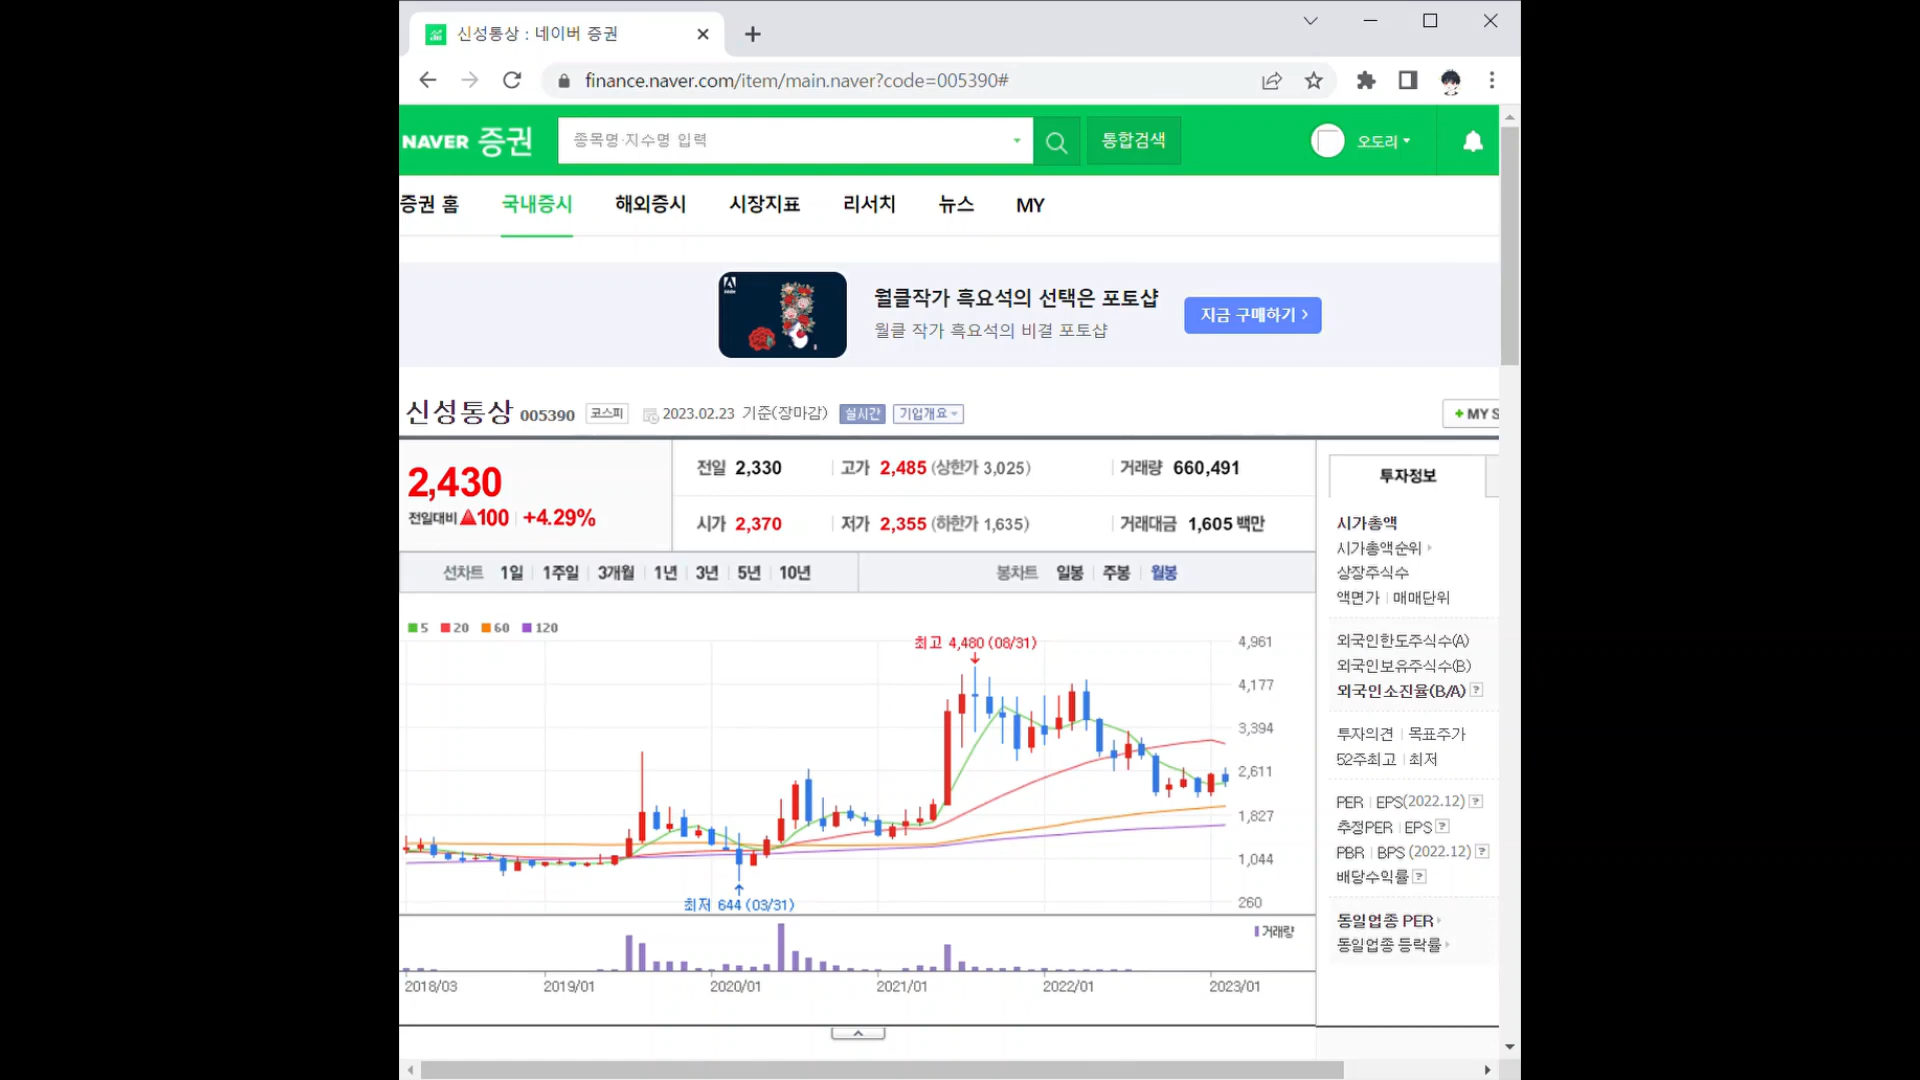 신성통상 : 네이버 증권
finance.naver.com/item/main.naver?code=005390#
NAVER 증권 종목명·지수명 입력 통합검색 오도리
증권 홈 국내증시 해외증시 시장지표 리서치 뉴스 MY
월클작가 흑요석의 선택은 포토샵
월클 작가 흑요석의 비결 포토샵
지금 구매하기 >
신성통상 005390 코스피 2023.02.23 기준(장마감) 실시간 기업개요 + MY S
2,430
전일대비 ▲100 +4.29%
전일 2,330 고가 2,485 (상한가 3,025) 거래량 660,491
시가 2,370 저가 2,355 (하한가 1,635) 거래대금 1,605 백만
선차트 1일 1주일 3개월 1년 3년 5년 10년 봉차트 일봉 주봉 월봉
5 20 60 120
최고 4,480 (08/31)
4,961
4,177
3,394
2,611
1,827
1,044
260
최저 644 (03/31)
거래량
2018/03 2019/01 2020/01 2021/01 2022/01 2023/01
투자정보
시가총액
시가총액순위
상장주식수
액면가 | 매매단위
외국인한도주식수(A)
외국인보유주식수(B)
외국인소진율(B/A) ?
투자의견 | 목표주가
52주최고 | 최저
PER | EPS(2022.12) ?
추정PER | EPS ?
PBR | BPS (2022.12) ?
배당수익률 ?
동일업종 PER
동일업종 등락률